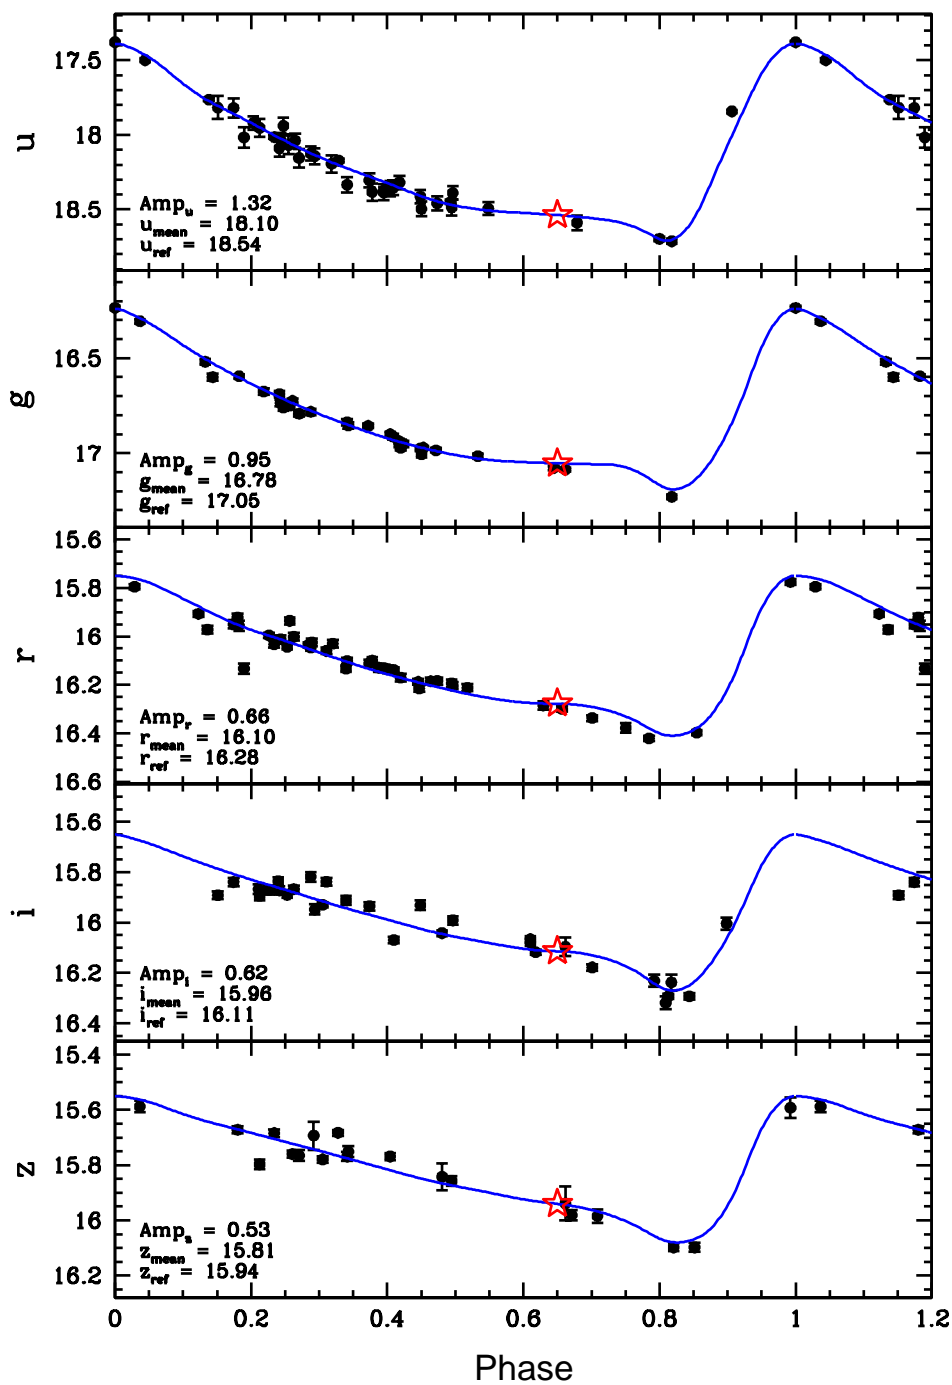 17.5
18
18.5
u
Amp_u = 1.32
u_mean = 18.10
u_ref = 18.54
16.5
17
g
Amp_g = 0.95
g_mean = 16.78
g_ref = 17.05
15.6
15.8
16
16.2
16.4
16.6
r
Amp_r = 0.66
r_mean = 16.10
r_ref = 16.28
15.6
15.8
16
16.2
16.4
i
Amp_i = 0.62
i_mean = 15.96
i_ref = 16.11
15.4
15.6
15.8
16
16.2
z
Amp_z = 0.53
z_mean = 15.81
z_ref = 15.94
0 0.2 0.4 0.6 0.8 1 1.2
Phase